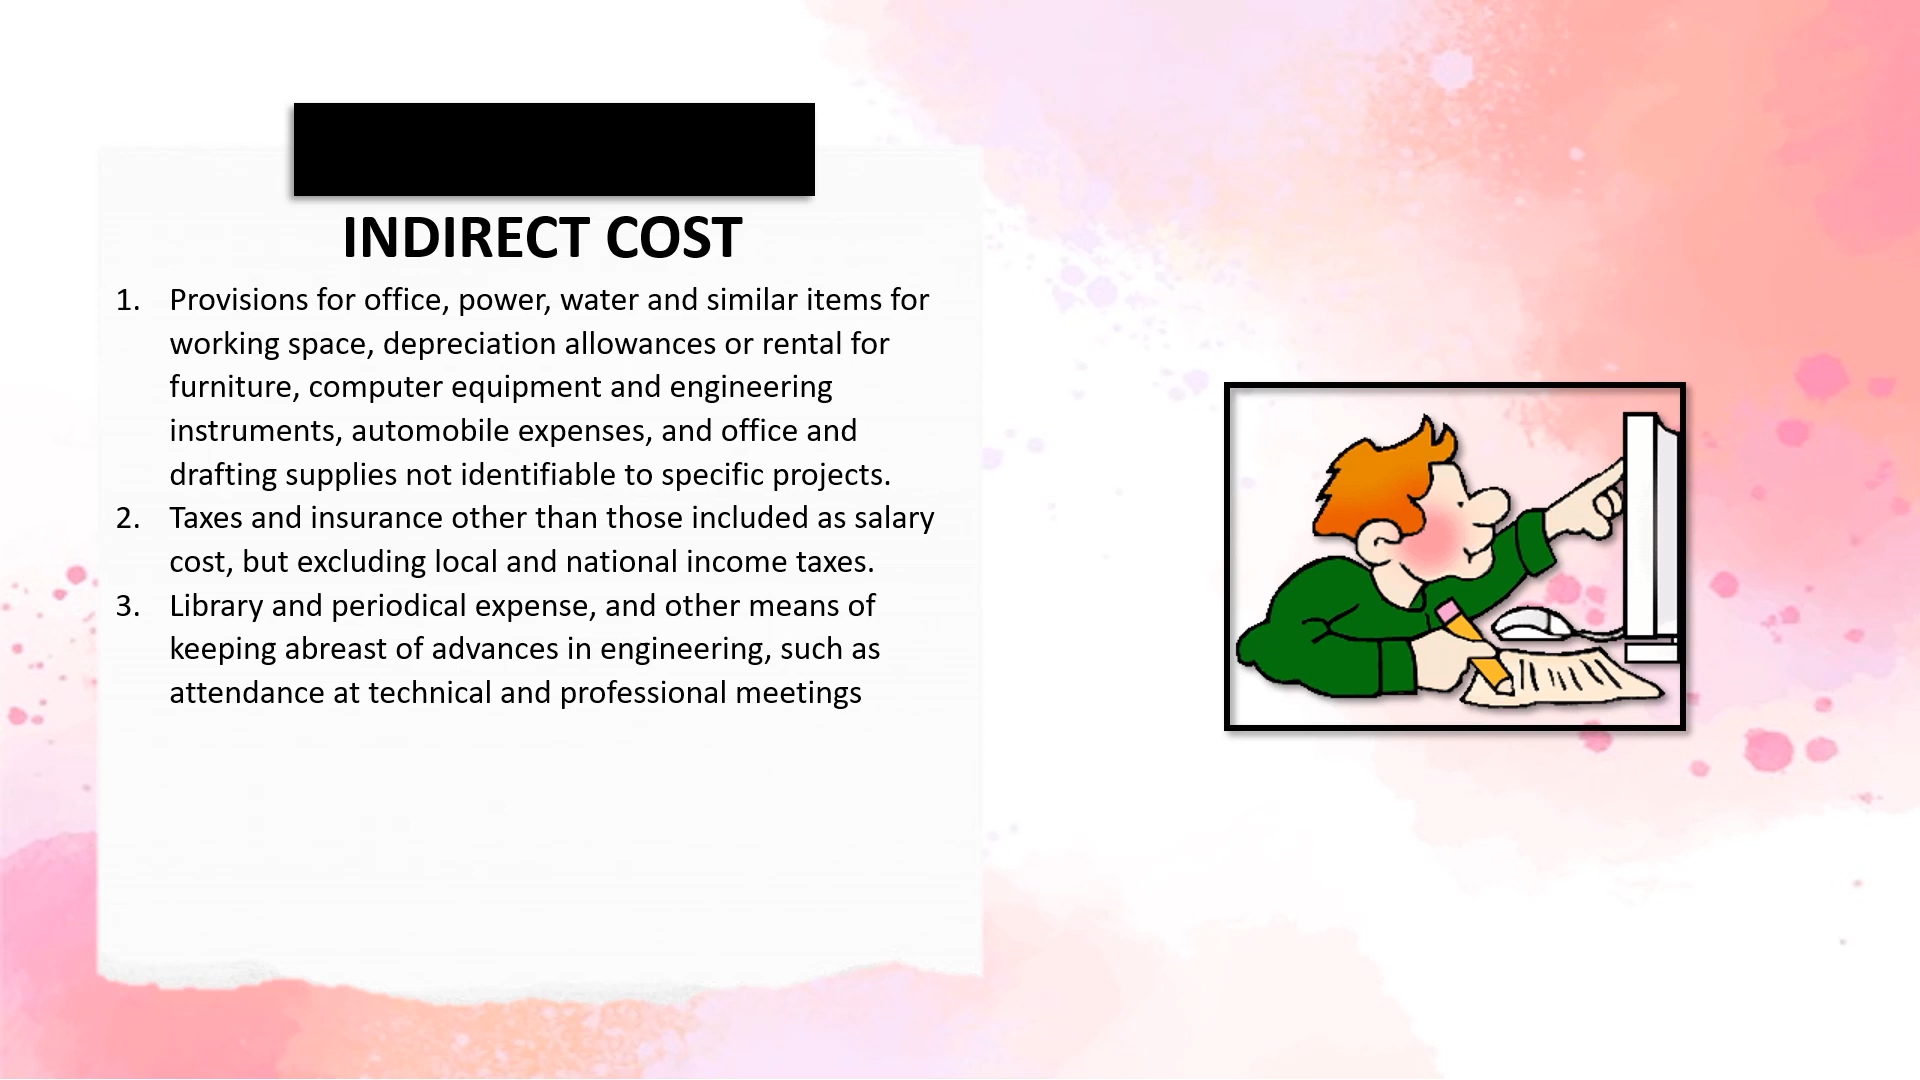 INDIRECT COST
1. Provisions for office, power, water and similar items for
working space, depreciation allowances or rental for
furniture, computer equipment and engineering
instruments, automobile expenses, and office and
drafting supplies not identifiable to specific projects.
2. Taxes and insurance other than those included as salary
cost, but excluding local and national income taxes.
3. Library and periodical expense, and other means of
keeping abreast of advances in engineering, such as
attendance at technical and professional meetings